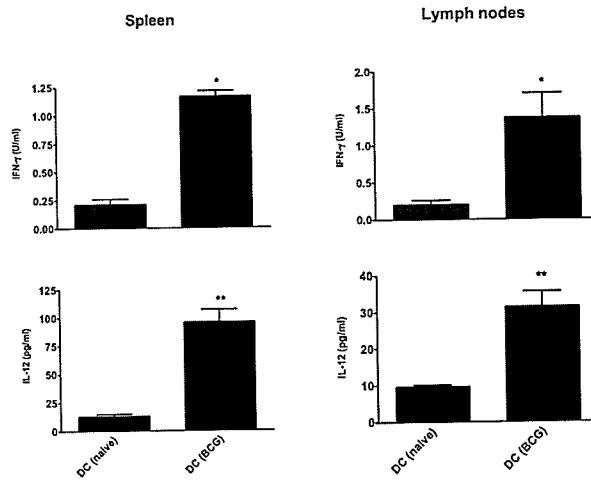 Spleen
Lymph nodes
IFN-γ (U/ml)
1.25
1.00
0.75
0.50
0.25
0.00
*
IFN-γ (U/ml)
2.0
1.5
1.0
0.5
0.0
*
IL-12 (pg/ml)
125
100
75
50
25
0
**
DC (naive)
DC (BCG)
IL-12 (pg/ml)
40
30
20
10
0
**
DC (naive)
DC (BCG)